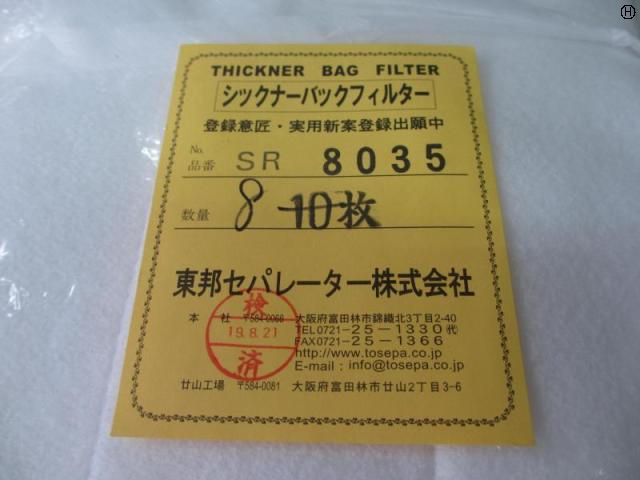 THICKNER BAG FILTER
シックナーバックフィルター
登録意匠・実用新案登録出願中
No.
品番 SR 8035
数量 8 10枚
東邦セパレーター株式会社
本社 〒584-0066 大阪府富田林市錦織北3丁目2-40
TEL0721-25-1330㈹
FAX0721-25-1366
http://www.tosepa.co.jp
E-mail : info@tosepa.co.jp
検
19.8.21
済
廿山工場 〒584-0081 大阪府富田林市廿山2丁目3-6
H